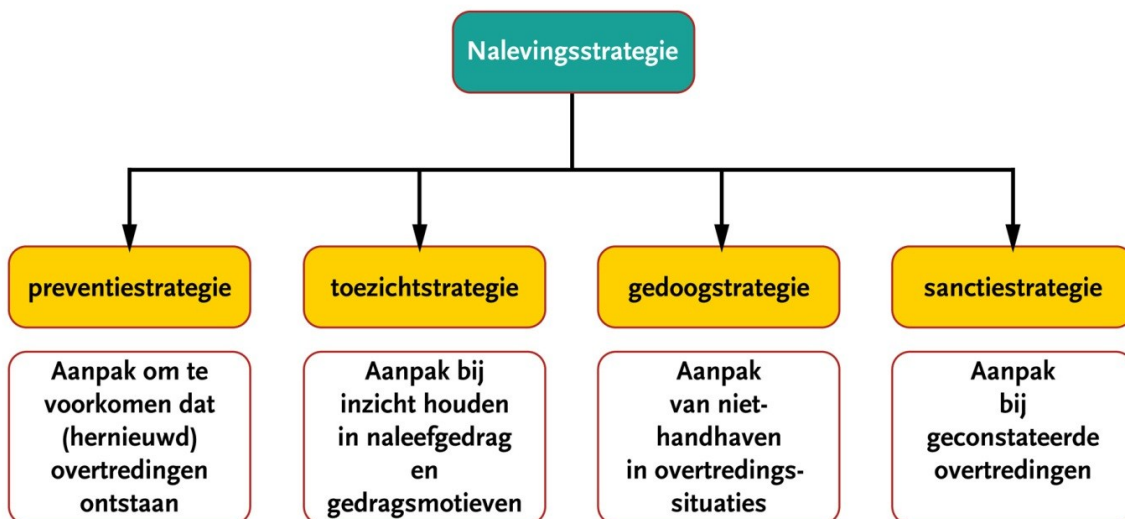 Nalevingsstrategie
preventiestrategie
toezichtstrategie
gedoogstrategie
sanctiestrategie
Aanpak om te
voorkomen dat
(hernieuwd)
overtredingen
ontstaan
Aanpak bij
inzicht houden
in naleefgedrag
en
gedragsmotieven
Aanpak
van niet-
handhaven
in overtredings-
situaties
Aanpak
bij
geconstateerde
overtredingen